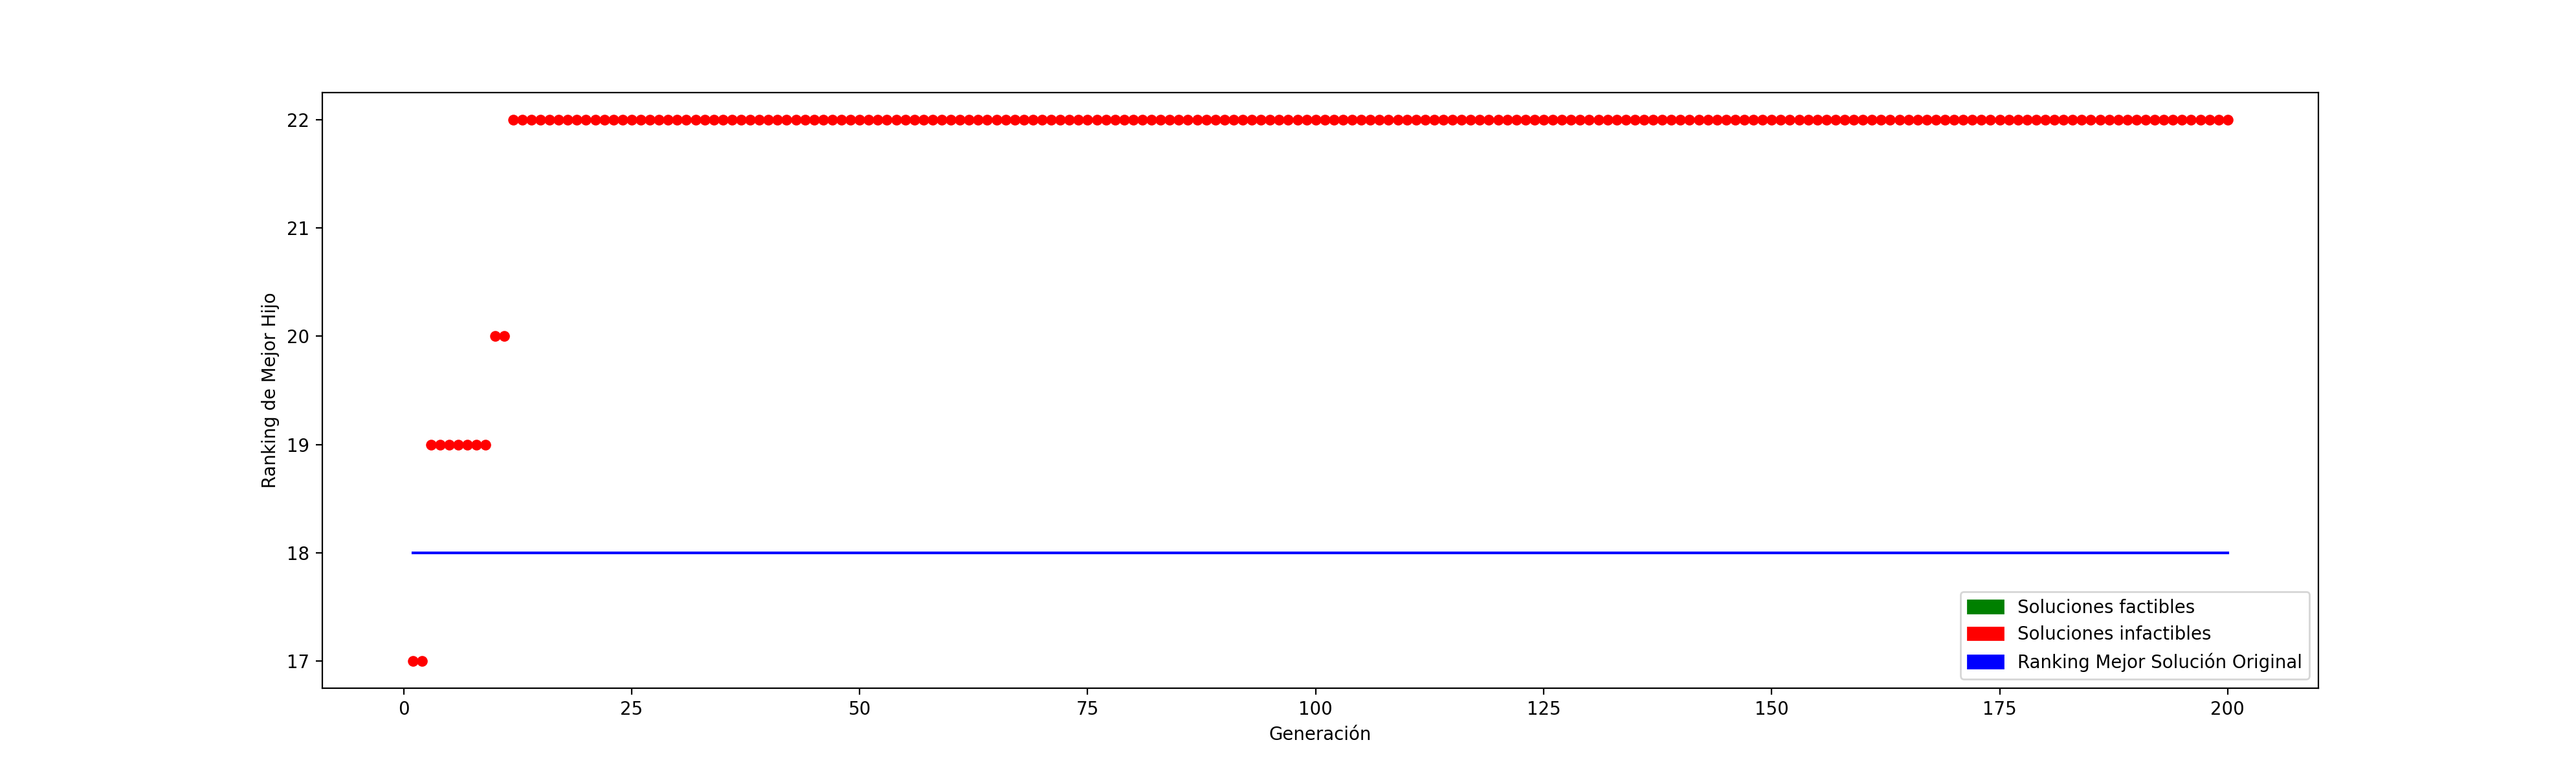 22
21
20
19
18
17
Ranking de Mejor Hijo
0 25 50 75 100 125 150 175 200
Generación
Soluciones factibles
Soluciones infactibles
Ranking Mejor Solución Original